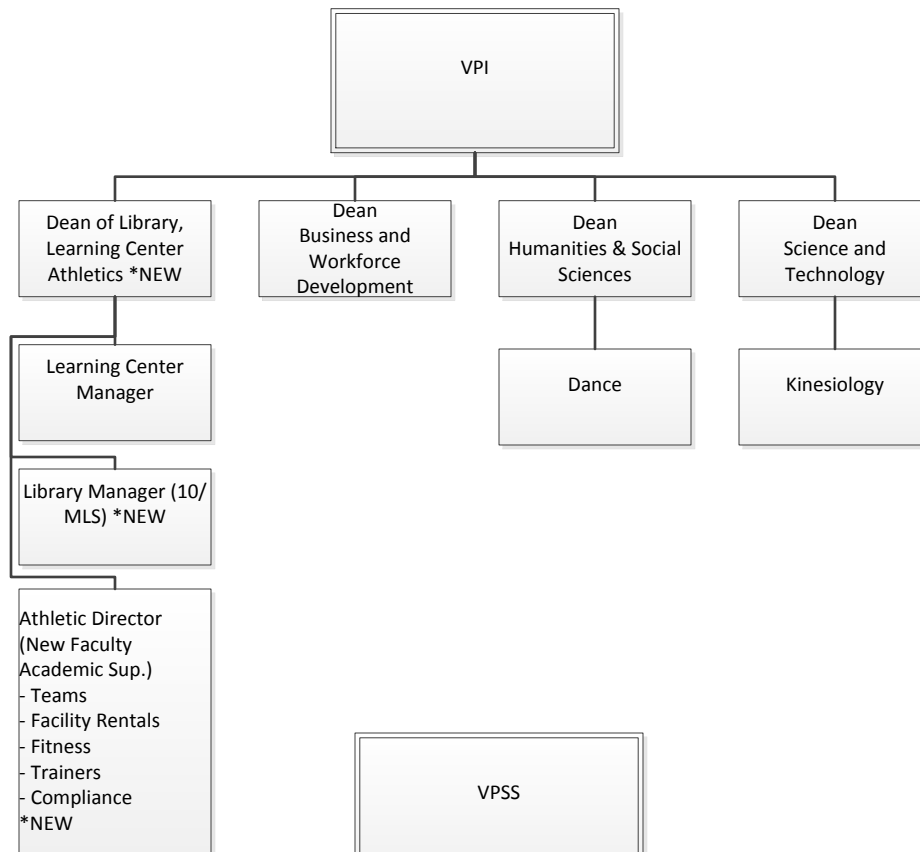 VPI
Dean of Library,
Learning Center
Athletics *NEW
Dean
Business and
Workforce
Development
Dean
Humanities & Social
Sciences
Dean
Science and
Technology
Learning Center
Manager
Dance
Kinesiology
Library Manager (10/
MLS) *NEW
Athletic Director
(New Faculty
Academic Sup.)
- Teams
- Facility Rentals
- Fitness
- Trainers
- Compliance
*NEW
VPSS